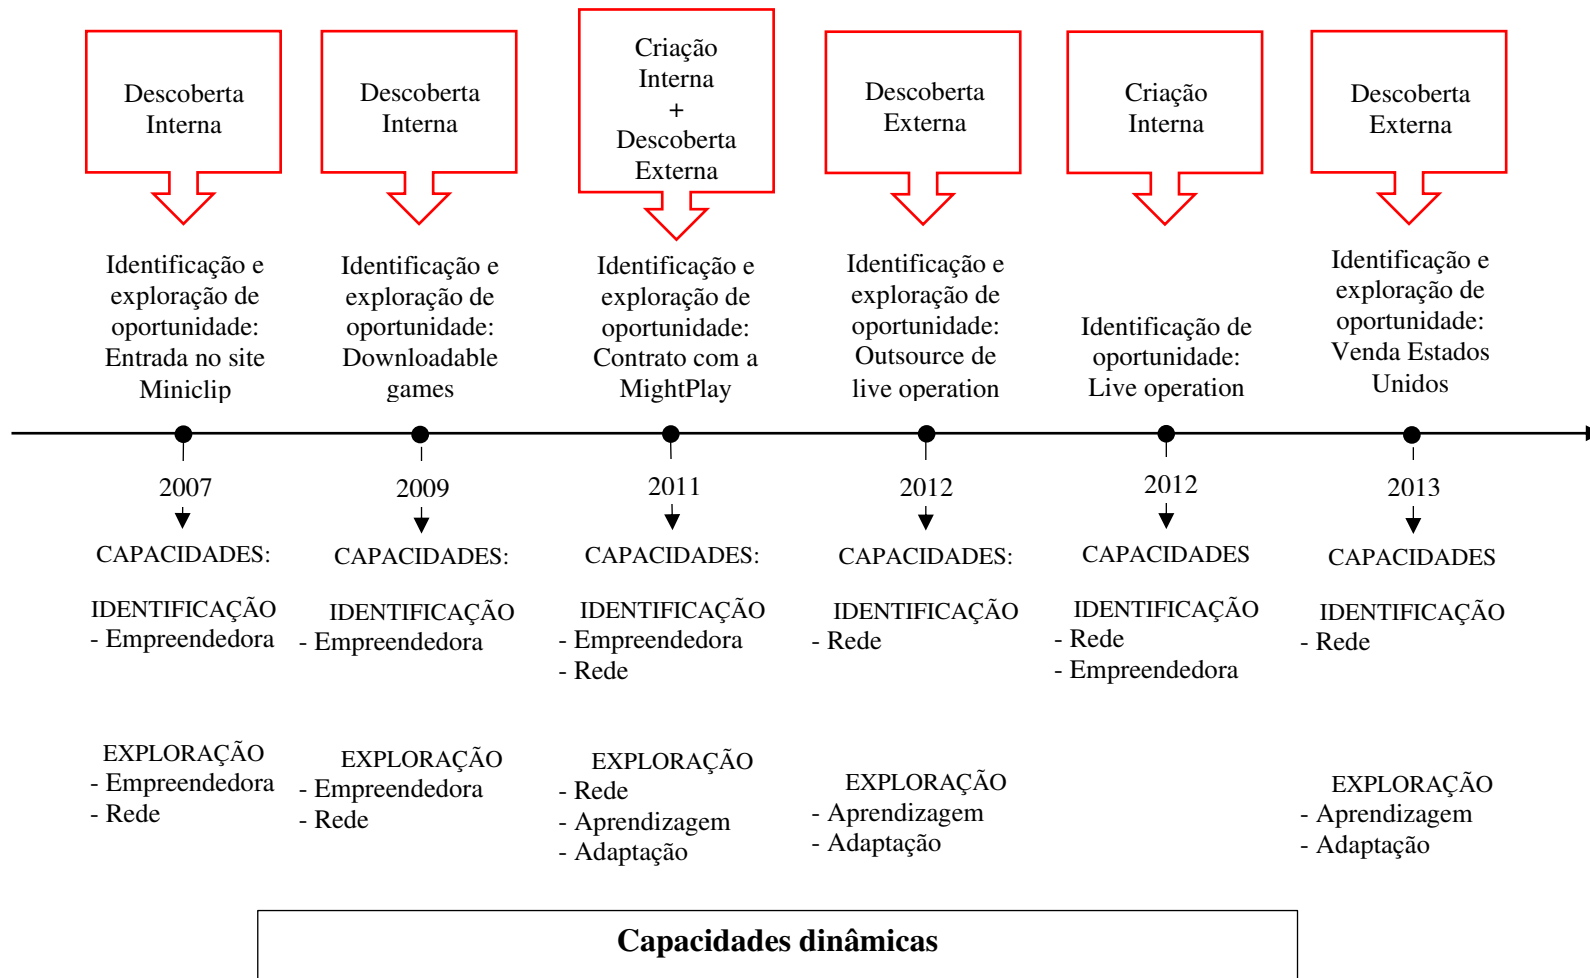 Descoberta
Interna
Descoberta
Interna
Criação
Interna
+
Descoberta
Externa
Descoberta
Externa
Criação
Interna
Descoberta
Externa
Identificação e
exploração de
oportunidade:
Entrada no site
Miniclip
Identificação e
exploração de
oportunidade:
Downloadable
games
Identificação e
exploração de
oportunidade:
Contrato com a
MightPlay
Identificação e
exploração de
oportunidade:
Outsource de
live operation
Identificação de
oportunidade:
Live operation
Identificação e
exploração de
oportunidade:
Venda Estados
Unidos
2007
2009
2011
2012
2012
2013
CAPACIDADES:
IDENTIFICAÇÃO
- Empreendedora
EXPLORAÇÃO
- Empreendedora
- Rede
CAPACIDADES:
IDENTIFICAÇÃO
- Empreendedora
EXPLORAÇÃO
- Empreendedora
- Rede
CAPACIDADES:
IDENTIFICAÇÃO
- Empreendedora
- Rede
EXPLORAÇÃO
- Rede
- Aprendizagem
- Adaptação
CAPACIDADES:
IDENTIFICAÇÃO
- Rede
EXPLORAÇÃO
- Aprendizagem
- Adaptação
CAPACIDADES
IDENTIFICAÇÃO
- Rede
- Empreendedora
CAPACIDADES
IDENTIFICAÇÃO
- Rede
EXPLORAÇÃO
- Aprendizagem
- Adaptação
Capacidades dinâmicas